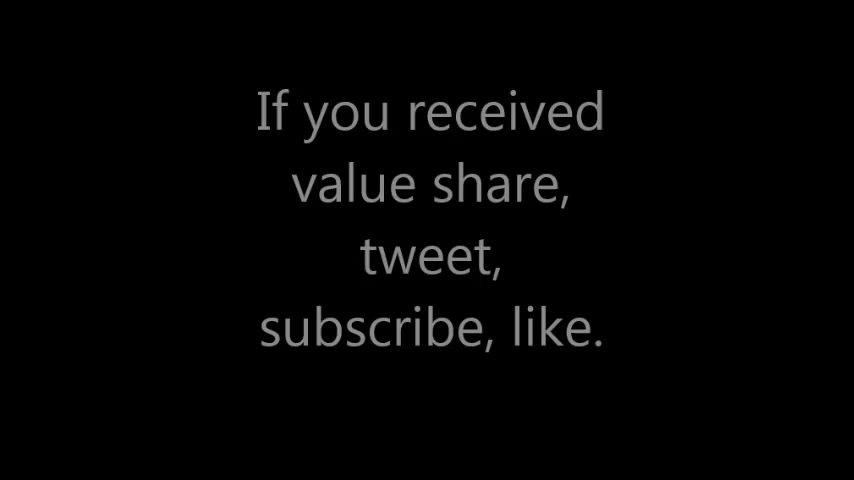 If you received
value share,
tweet,
subscribe, like.